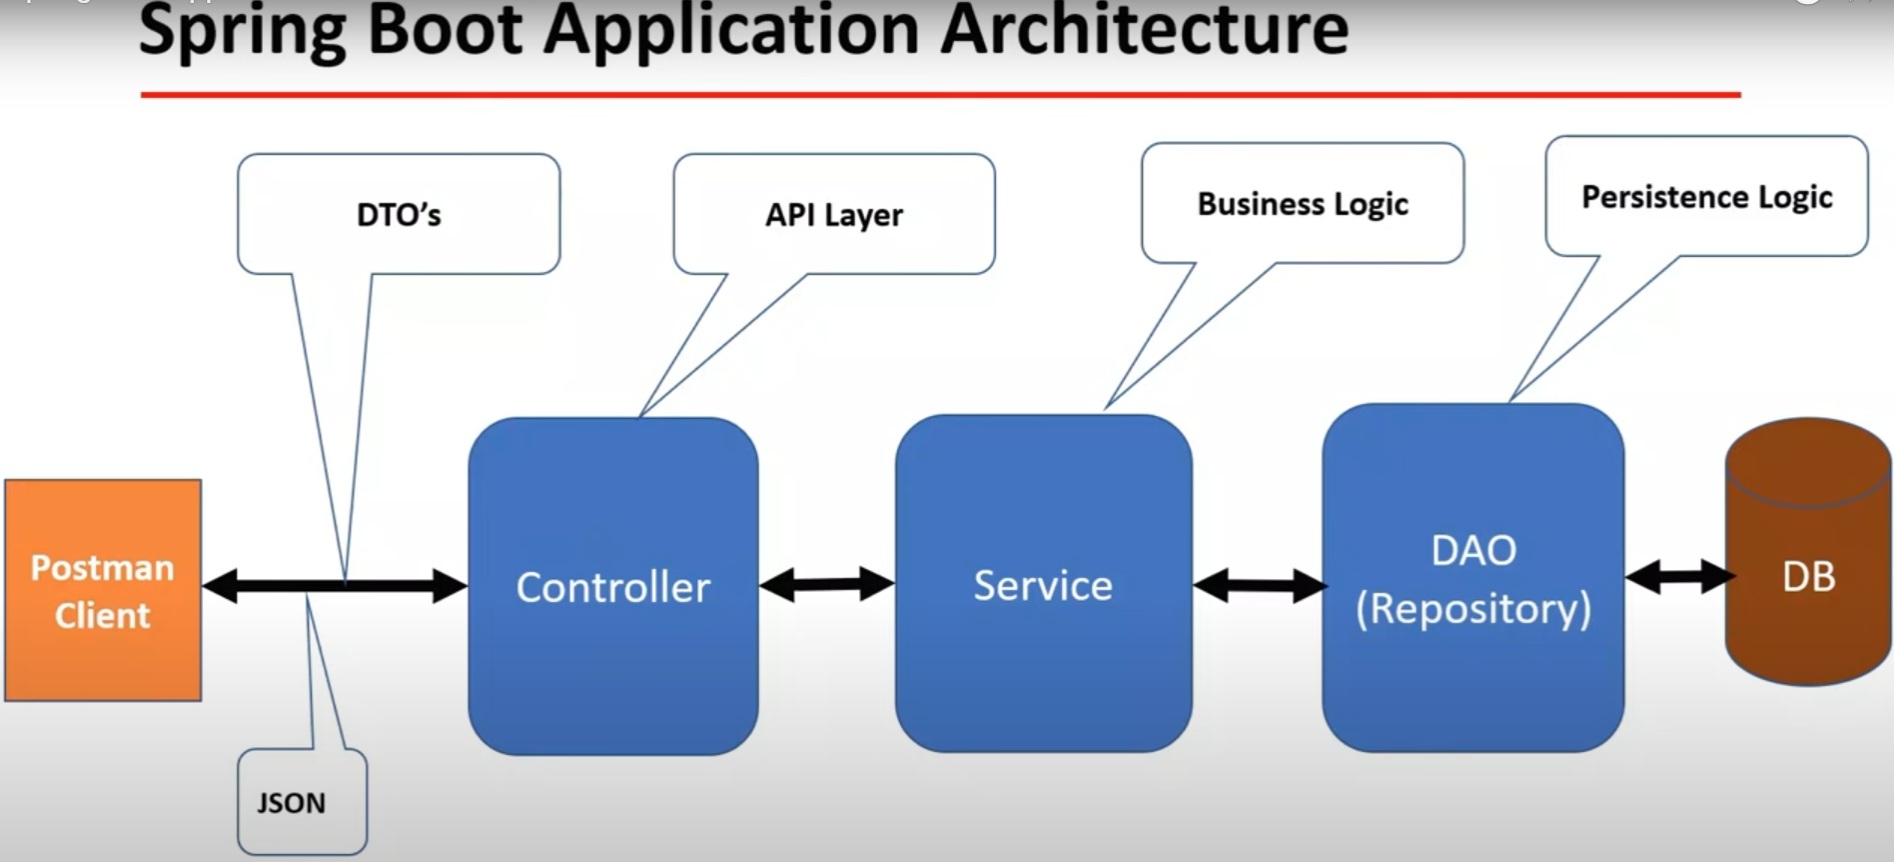 Spring Boot Application Architecture
DTO’s
API Layer
Business Logic
Persistence Logic
Postman
Client
Controller
Service
DAO
(Repository)
DB
JSON